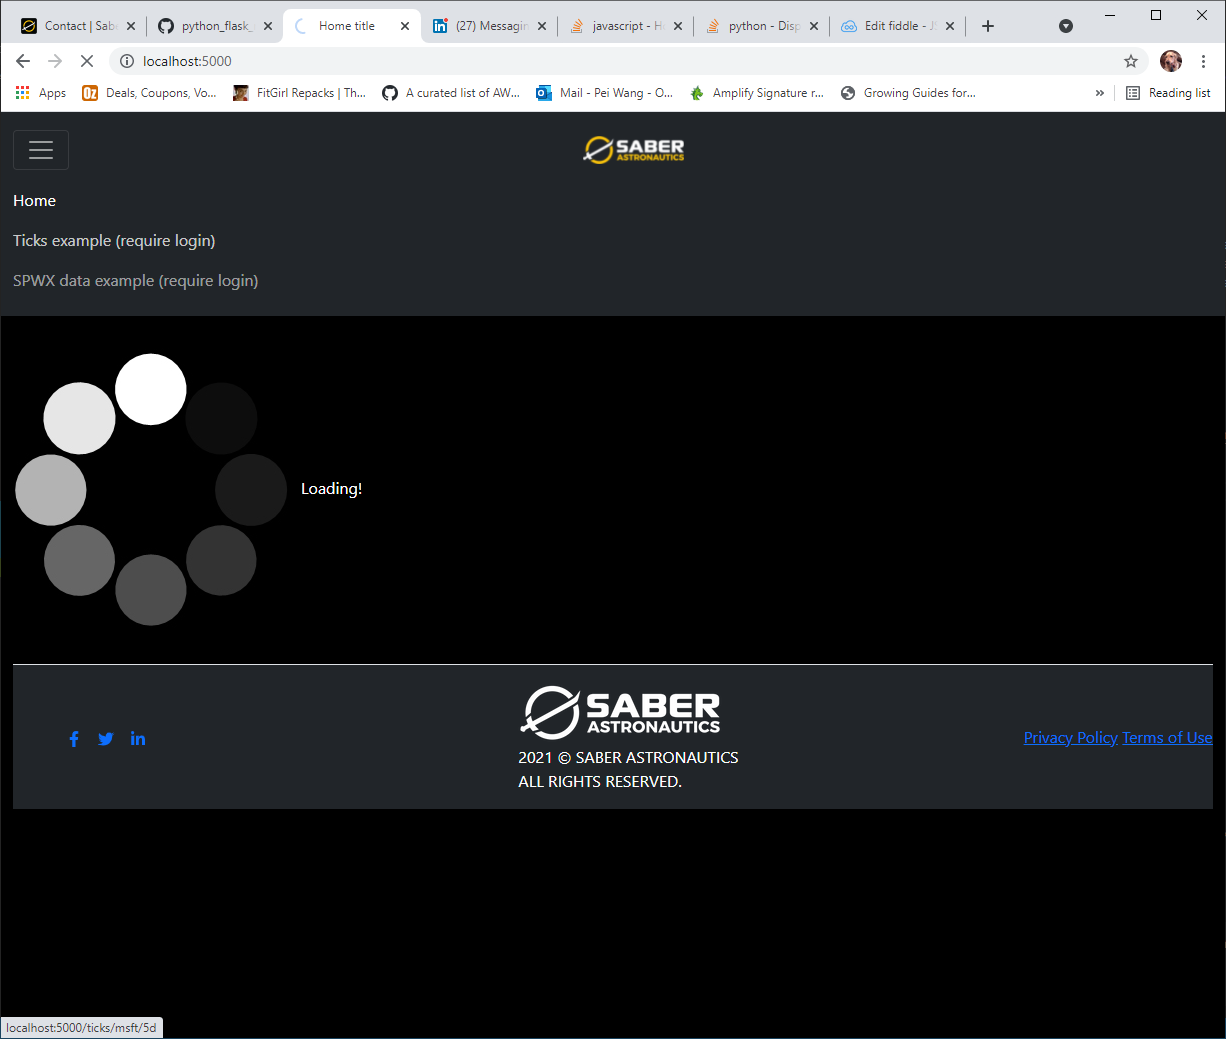 Contact | Sab
python_flask_
Home title
(27) Messagin
javascript - H
python - Disp
Edit fiddle - JS
localhost:5000
Apps
Deals, Coupons, Vo...
FitGirl Repacks | Th...
A curated list of AW...
Mail - Pei Wang - O...
Amplify Signature r...
Growing Guides for...
»
Reading list
SABER
ASTRONAUTICS
Home
Ticks example (require login)
SPWX data example (require login)
Loading!
SABER
ASTRONAUTICS
2021 © SABER ASTRONAUTICS
ALL RIGHTS RESERVED.
Privacy Policy Terms of Use
localhost:5000/ticks/msft/5d